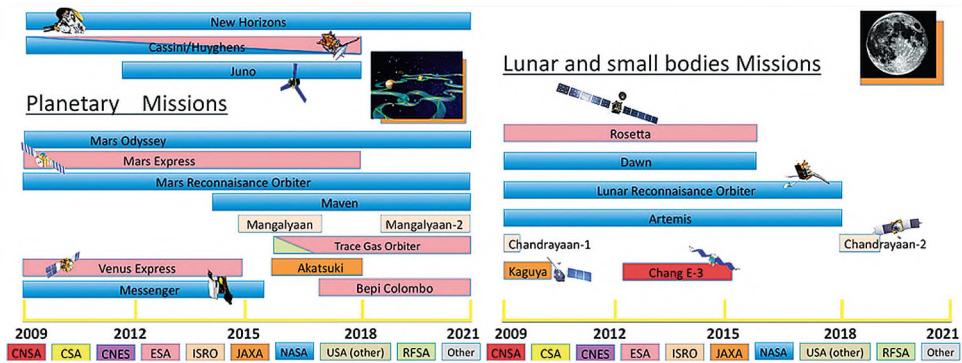 New Horizons
Cassini/Huyghens
Juno
Planetary Missions
Mars Odyssey
Mars Express
Mars Reconnaisance Orbiter
Maven
Mangalyaan
Mangalyaan-2
Trace Gas Orbiter
Akatsuki
Venus Express
Bepi Colombo
Messenger
2009 2012 2015 2018 2021
CNSA CSA CNES ESA ISRO JAXA NASA USA (other) RFSA Other
Lunar and small bodies Missions
Rosetta
Dawn
Lunar Reconnaisance Orbiter
Artemis
Chandrayaan-1
Chandrayaan-2
Kaguya
Chang E-3
2009 2012 2015 2018 2021
CNSA CSA CNES ESA ISRO JAXA NASA USA (other) RFSA Other